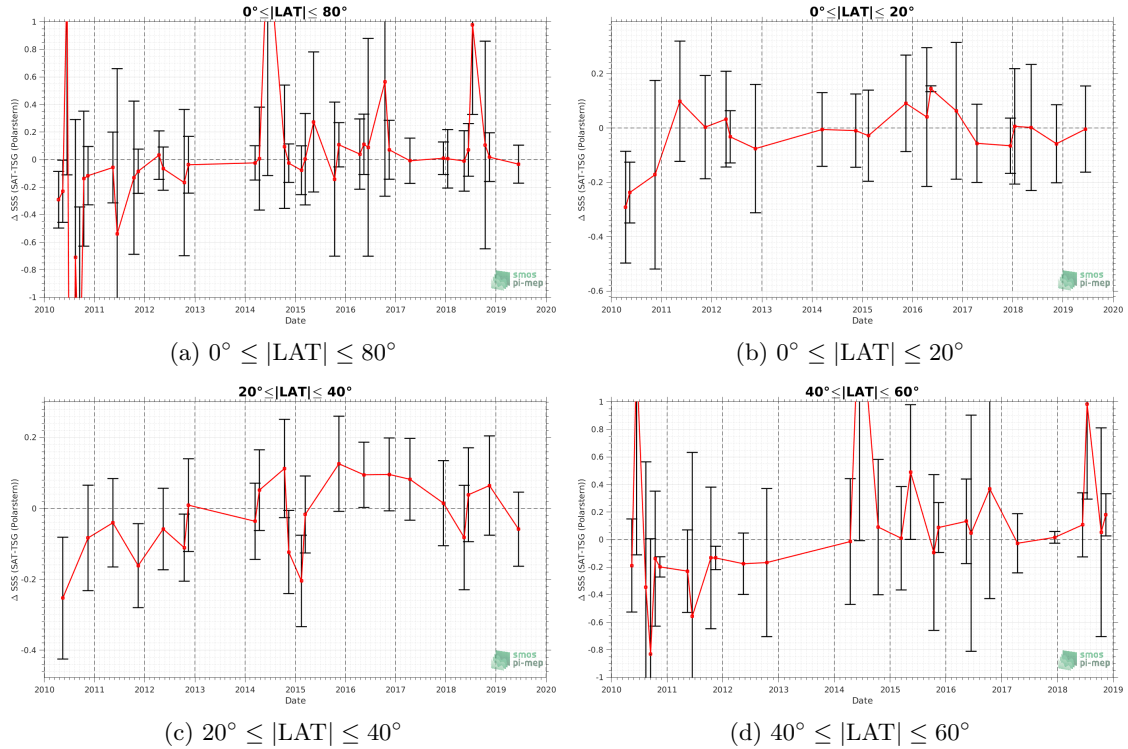 0°≤|LAT|≤ 80°
Δ SSS (SAT-TSG (Polarstern))
1
0.8
0.6
0.4
0.2
0
-0.2
-0.4
-0.6
-0.8
-1
2010 2011 2012 2013 2014 2015 2016 2017 2018 2019 2020
Date
smos
pi-mep
(a) 0° ≤ |LAT| ≤ 80°
0°≤|LAT|≤ 20°
Δ SSS (SAT-TSG (Polarstern))
0.2
0
-0.2
-0.4
-0.6
2010 2011 2012 2013 2014 2015 2016 2017 2018 2019 2020
Date
smos
pi-mep
(b) 0° ≤ |LAT| ≤ 20°
20°≤|LAT|≤ 40°
Δ SSS (SAT-TSG (Polarstern))
0.2
0
-0.2
-0.4
2010 2011 2012 2013 2014 2015 2016 2017 2018 2019 2020
Date
smos
pi-mep
(c) 20° ≤ |LAT| ≤ 40°
40°≤|LAT|≤ 60°
Δ SSS (SAT-TSG (Polarstern))
1
0.8
0.6
0.4
0.2
0
-0.2
-0.4
-0.6
-0.8
-1
2010 2011 2012 2013 2014 2015 2016 2017 2018 2019
Date
smos
pi-mep
(d) 40° ≤ |LAT| ≤ 60°